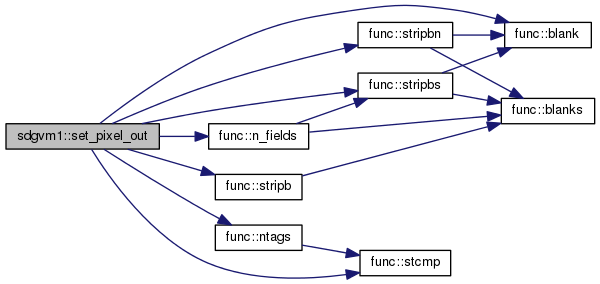 func::stripbn
func::blank
func::stripbs
func::blanks
sdgvm1::set_pixel_out
func::n_fields
func::stripb
func::ntags
func::stcmp